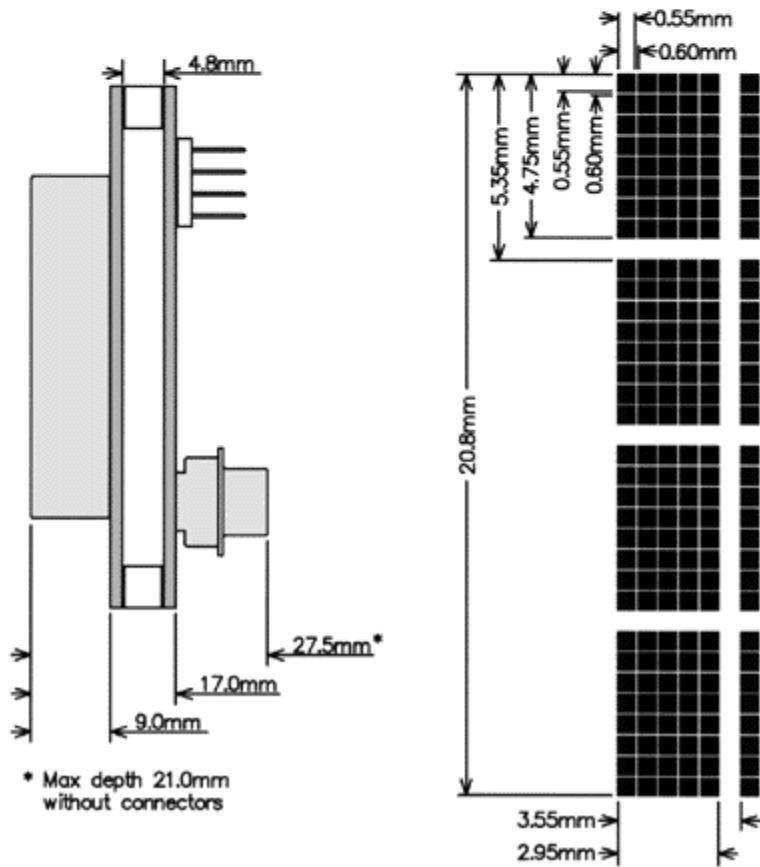 4.8mm
27.5mm*
17.0mm
9.0mm
* Max depth 21.0mm
without connectors
0.55mm
0.60mm
0.55mm
0.60mm
4.75mm
5.35mm
20.8mm
3.55mm
2.95mm